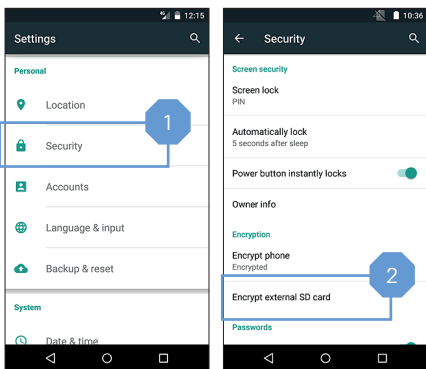 12:15
Settings
Personal
Location
1
Security
Accounts
Language & input
Backup & reset
System
Date & time
10:36
Security
Screen security
Screen lock
PIN
Automatically lock
5 seconds after sleep
Power button instantly locks
Owner info
Encryption
Encrypt phone
Encrypted
2
Encrypt external SD card
Passwords